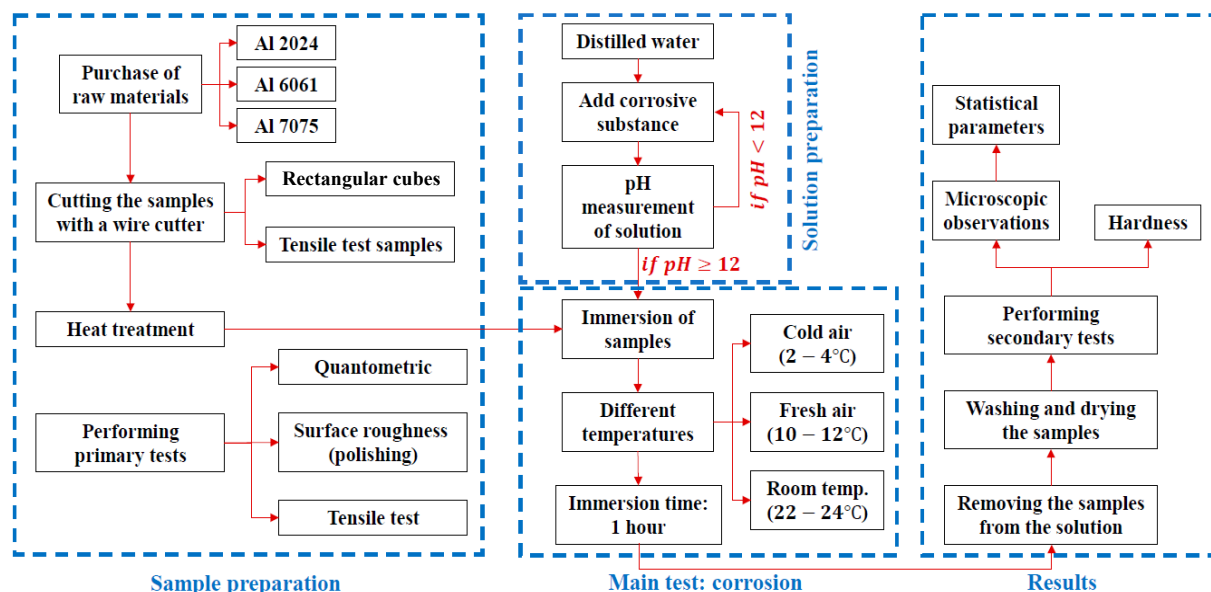 Purchase of
raw materials
Al 2024
Al 6061
Al 7075
Cutting the samples
with a wire cutter
Rectangular cubes
Tensile test samples
Heat treatment
Performing
primary tests
Quantometric
Surface roughness
(polishing)
Tensile test
Sample preparation
Distilled water
Add corrosive
substance
pH
measurement
of solution
if pH < 12
if pH ≥ 12
Solution preparation
Immersion of
samples
Different
temperatures
Immersion time:
1 hour
Cold air
(2 − 4°C)
Fresh air
(10 − 12°C)
Room temp.
(22 − 24°C)
Main test: corrosion
Statistical
parameters
Microscopic
observations
Hardness
Performing
secondary tests
Washing and drying
the samples
Removing the samples
from the solution
Results